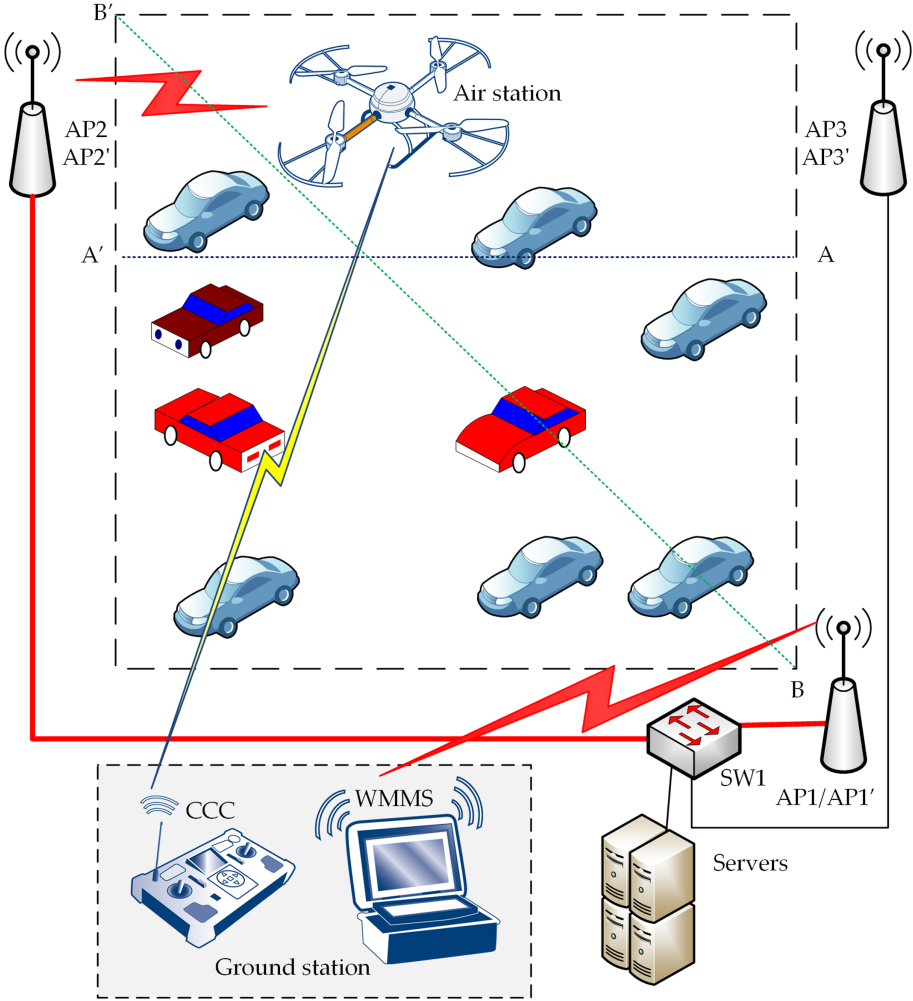 B'
Air station
AP2
AP2'
AP3
AP3'
A'
A
B
SW1
AP1/AP1'
CCC
WMMS
Servers
Ground station